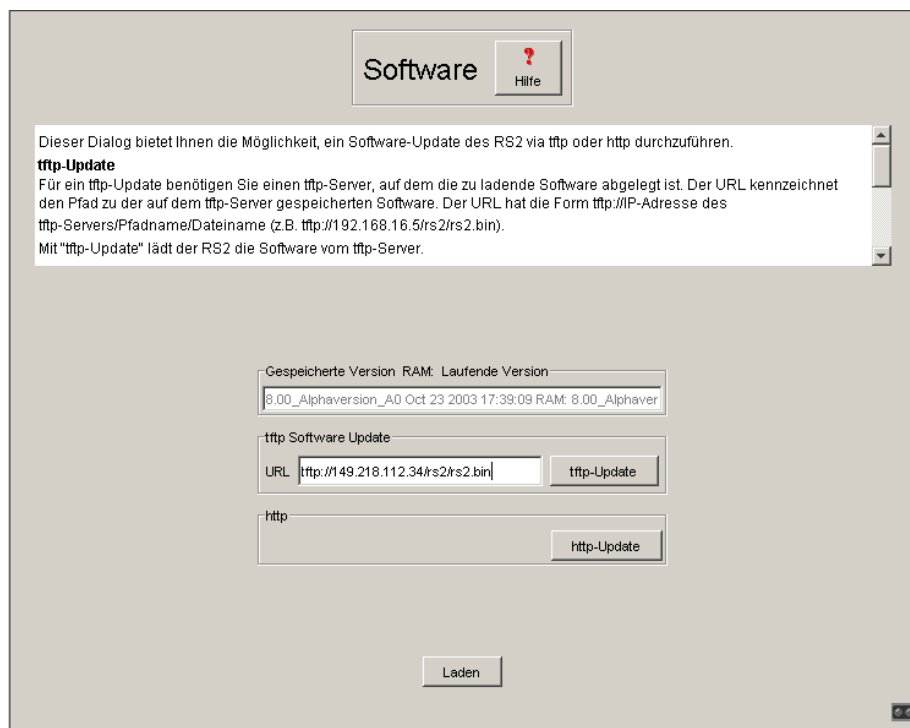 Software
?
Hilfe
Dieser Dialog bietet Ihnen die Möglichkeit, ein Software-Update des RS2 via tftp oder http durchzuführen.
tftp-Update
Für ein tftp-Update benötigen Sie einen tftp-Server, auf dem die zu ladende Software abgelegt ist. Der URL kennzeichnet
den Pfad zu der auf dem tftp-Server gespeicherten Software. Der URL hat die Form tftp://IP-Adresse des
tftp-Servers/Pfadname/Dateiname (z.B. tftp://192.168.16.5/rs2/rs2.bin).
Mit "tftp-Update" lädt der RS2 die Software vom tftp-Server.
Gespeicherte Version RAM: Laufende Version
8.00_Alphaversion_A0 Oct 23 2003 17:39:09 RAM: 8.00_Alphaver
tftp Software Update
URL tftp://149.218.112.34/rs2/rs2.bin tftp-Update
http
http-Update
Laden